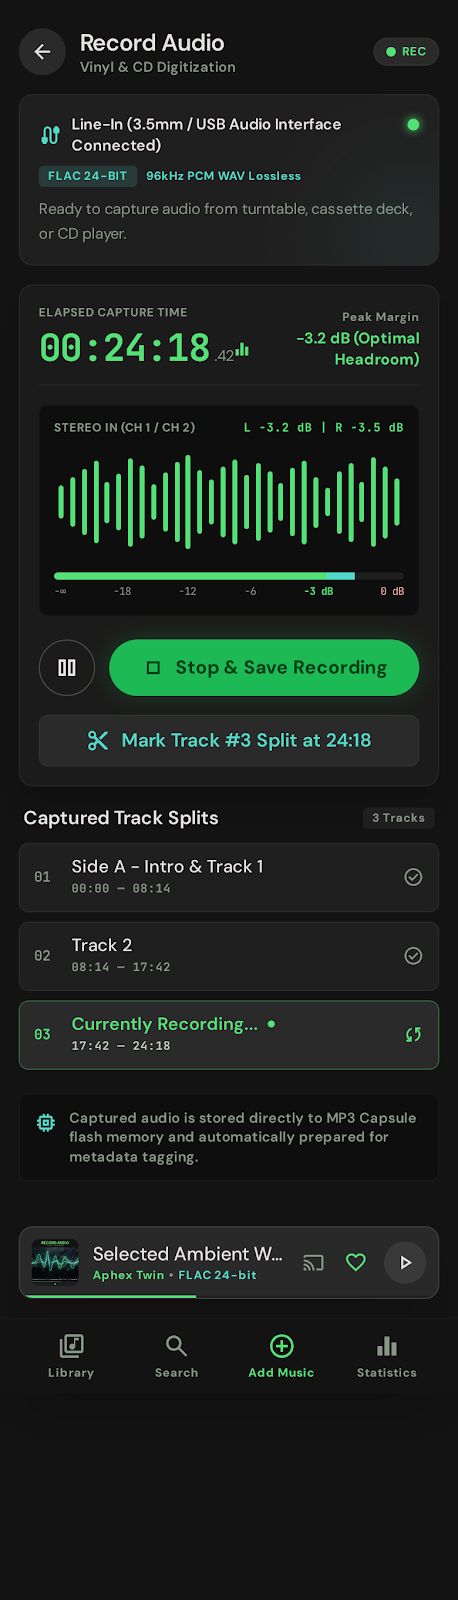 Record Audio
Vinyl & CD Digitization
REC
Line-In (3.5mm / USB Audio Interface
Connected)
FLAC 24-BIT 96kHz PCM WAV Lossless
Ready to capture audio from turntable, cassette deck,
or CD player.
ELAPSED CAPTURE TIME
00:24:18.42
Peak Margin
-3.2 dB (Optimal
Headroom)
STEREO IN (CH 1 / CH 2) L -3.2 dB | R -3.5 dB
-∞ -18 -12 -6 -3 dB 0 dB
Stop & Save Recording
Mark Track #3 Split at 24:18
Captured Track Splits 3 Tracks
01 Side A - Intro & Track 1
00:00 — 08:14
02 Track 2
08:14 — 17:42
03 Currently Recording...
17:42 — 24:18
Captured audio is stored directly to MP3 Capsule
flash memory and automatically prepared for
metadata tagging.
RECORD AUDIO
Selected Ambient W...
Aphex Twin • FLAC 24-bit
Library Search Add Music Statistics